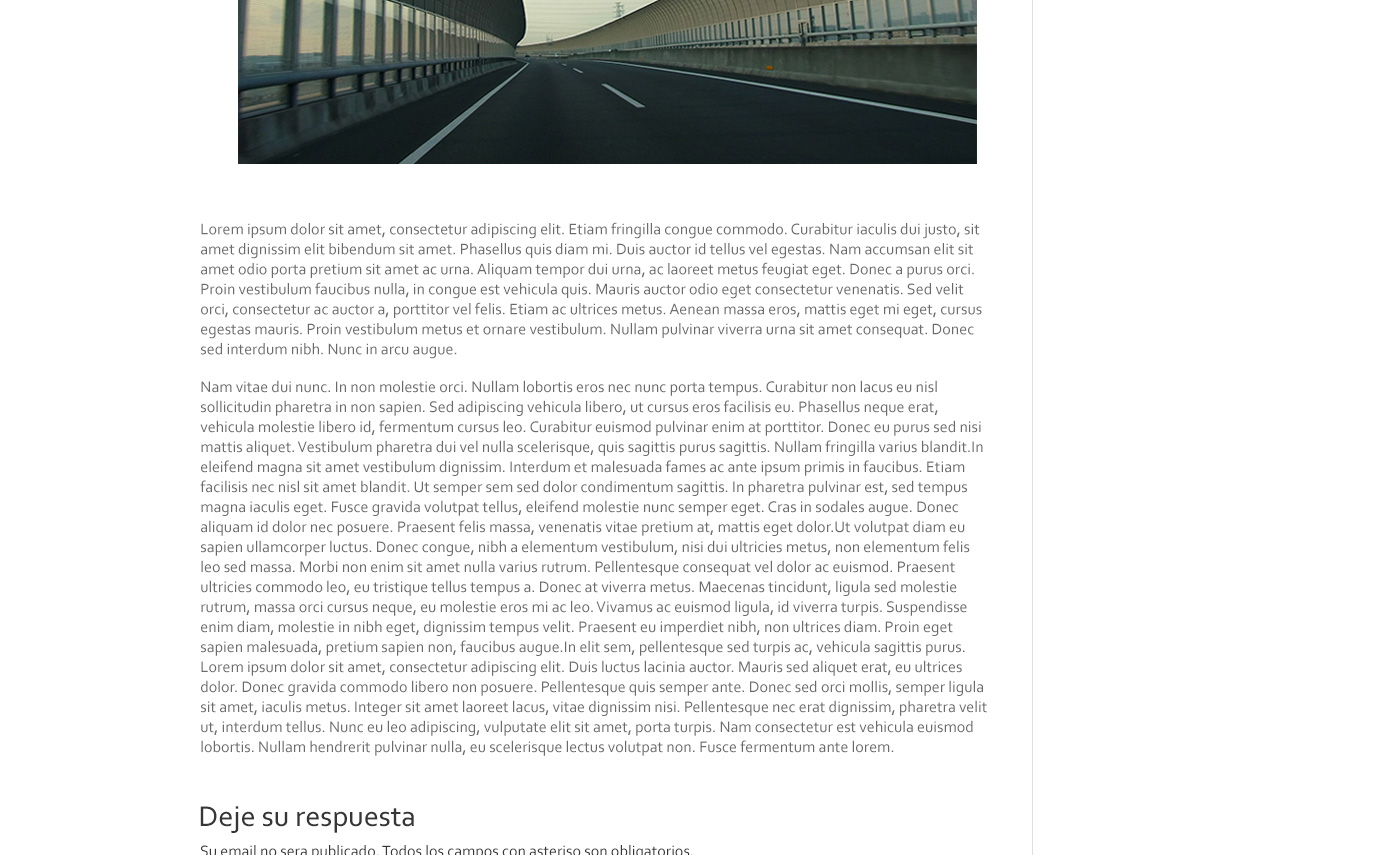 Lorem ipsum dolor sit amet, consectetur adipiscing elit. Etiam fringilla congue commodo. Curabitur iaculis dui justo, sit
amet dignissim elit bibendum sit amet. Phasellus quis diam mi. Duis auctor id tellus vel egestas. Nam accumsan elit sit
amet odio porta pretium sit amet ac urna. Aliquam tempor dui urna, ac laoreet metus feugiat eget. Donec a purus orci.
Proin vestibulum faucibus nulla, in congue est vehicula quis. Mauris auctor odio eget consectetur venenatis. Sed velit
orci, consectetur ac auctor a, porttitor vel felis. Etiam ac ultrices metus. Aenean massa eros, mattis eget mi eget, cursus
egestas mauris. Proin vestibulum metus et ornare vestibulum. Nullam pulvinar viverra urna sit amet consequat. Donec
sed interdum nibh. Nunc in arcu augue.
Nam vitae dui nunc. In non molestie orci. Nullam lobortis eros nec nunc porta tempus. Curabitur non lacus eu nisl
sollicitudin pharetra in non sapien. Sed adipiscing vehicula libero, ut cursus eros facilisis eu. Phasellus neque erat,
vehicula molestie libero id, fermentum cursus leo. Curabitur euismod pulvinar enim at porttitor. Donec eu purus sed nisi
mattis aliquet. Vestibulum pharetra dui vel nulla scelerisque, quis sagittis purus sagittis. Nullam fringilla varius blandit.In
eleifend magna sit amet vestibulum dignissim. Interdum et malesuada fames ac ante ipsum primis in faucibus. Etiam
facilisis nec nisl sit amet blandit. Ut semper sem sed dolor condimentum sagittis. In pharetra pulvinar est, sed tempus
magna iaculis eget. Fusce gravida volutpat tellus, eleifend molestie nunc semper eget. Cras in sodales augue. Donec
aliquam id dolor nec posuere. Praesent felis massa, venenatis vitae pretium at, mattis eget dolor.Ut volutpat diam eu
sapien ullamcorper luctus. Donec congue, nibh a elementum vestibulum, nisi dui ultricies metus, non elementum felis
leo sed massa. Morbi non enim sit amet nulla varius rutrum. Pellentesque consequat vel dolor ac euismod. Praesent
ultricies commodo leo, eu tristique tellus tempus a. Donec at viverra metus. Maecenas tincidunt, ligula sed molestie
rutrum, massa orci cursus neque, eu molestie eros mi ac leo. Vivamus ac euismod ligula, id viverra turpis. Suspendisse
enim diam, molestie in nibh eget, dignissim tempus velit. Praesent eu imperdiet nibh, non ultrices diam. Proin eget
sapien malesuada, pretium sapien non, faucibus augue.In elit sem, pellentesque sed turpis ac, vehicula sagittis purus.
Lorem ipsum dolor sit amet, consectetur adipiscing elit. Duis luctus lacinia auctor. Mauris sed aliquet erat, eu ultrices
dolor. Donec gravida commodo libero non posuere. Pellentesque quis semper ante. Donec sed orci mollis, semper ligula
sit amet, iaculis metus. Integer sit amet laoreet lacus, vitae dignissim nisi. Pellentesque nec erat dignissim, pharetra velit
ut, interdum tellus. Nunc eu leo adipiscing, vulputate elit sit amet, porta turpis. Nam consectetur est vehicula euismod
lobortis. Nullam hendrerit pulvinar nulla, eu scelerisque lectus volutpat non. Fusce fermentum ante lorem.
Deje su respuesta
Su email no sera publicado. Todos los campos con asteriso son obligatorios.